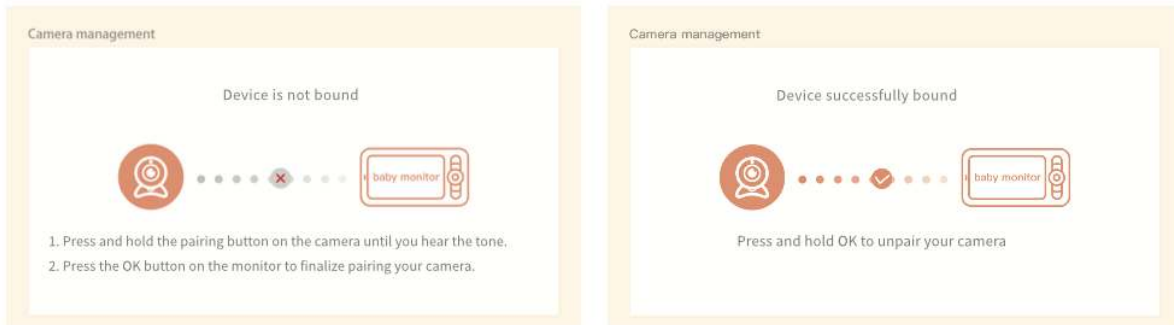 Camera management
Device is not bound
baby monitor
1. Press and hold the pairing button on the camera until you hear the tone.
2. Press the OK button on the monitor to finalize pairing your camera.
Camera management
Device successfully bound
baby monitor
Press and hold OK to unpair your camera